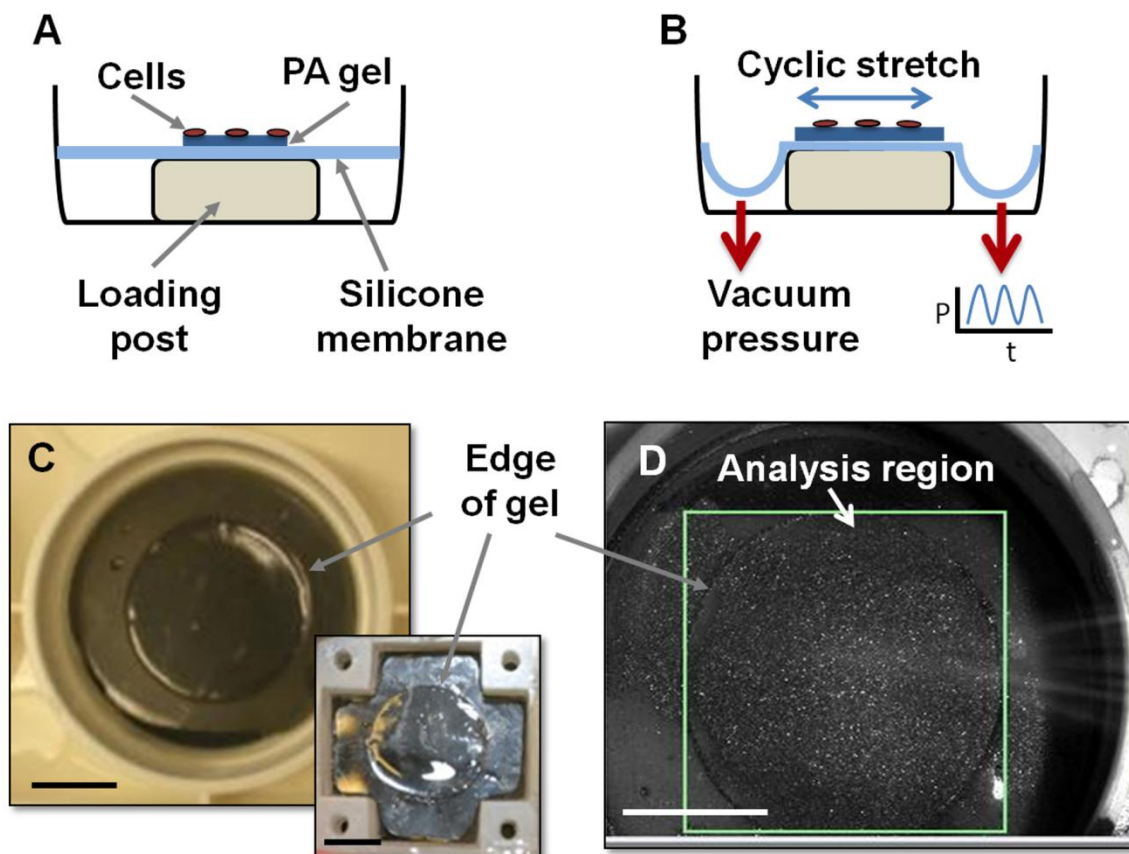 A
Cells
PA gel
Loading
post
Silicone
membrane
B
Cyclic stretch
Vacuum
pressure
P
t
C
Edge
of gel
D
Analysis region